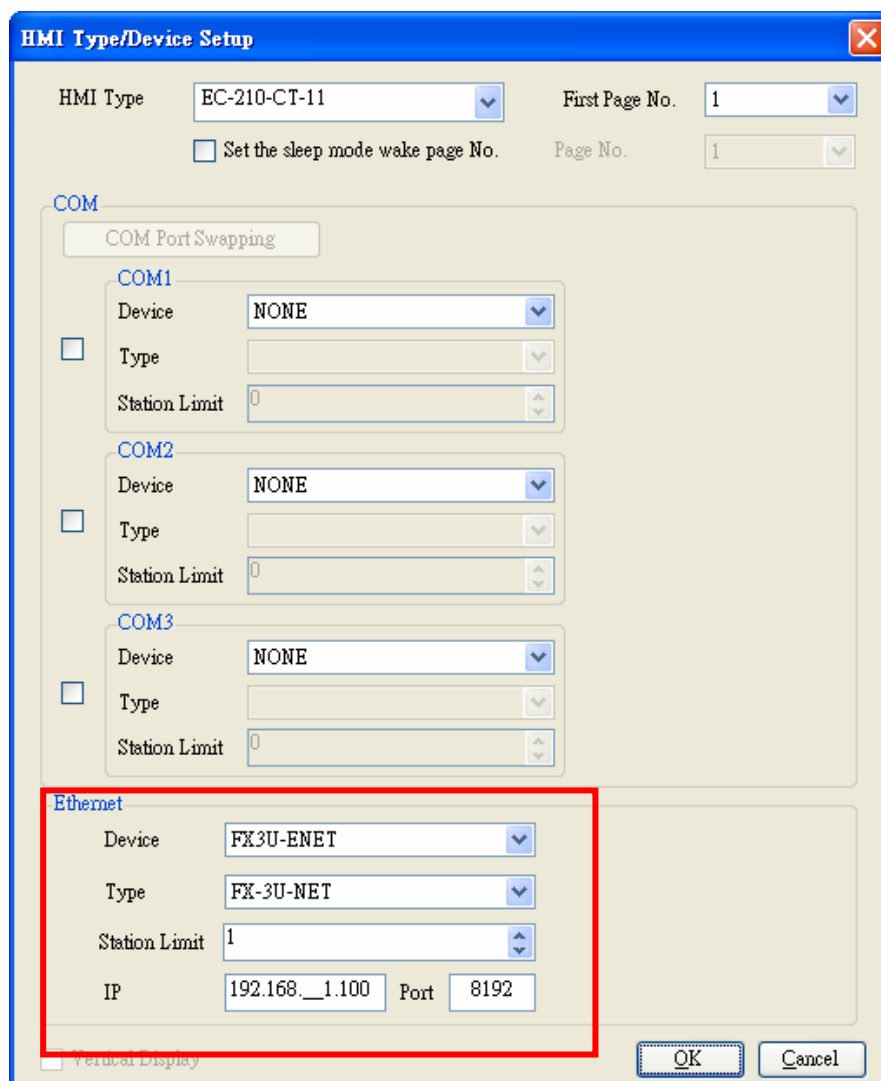 HMI Type/Device Setup
HMI Type EC-210-CT-11 First Page No. 1
Set the sleep mode wake page No. Page No. 1
COM
COM Port Swapping
COM1
Device NONE
Type
Station Limit 0
COM2
Device NONE
Type
Station Limit 0
COM3
Device NONE
Type
Station Limit 0
Ethernet
Device FX3U-ENET
Type FX-3U-NET
Station Limit 1
IP 192.168.__1.100 Port 8192
Vertical Display OK Cancel